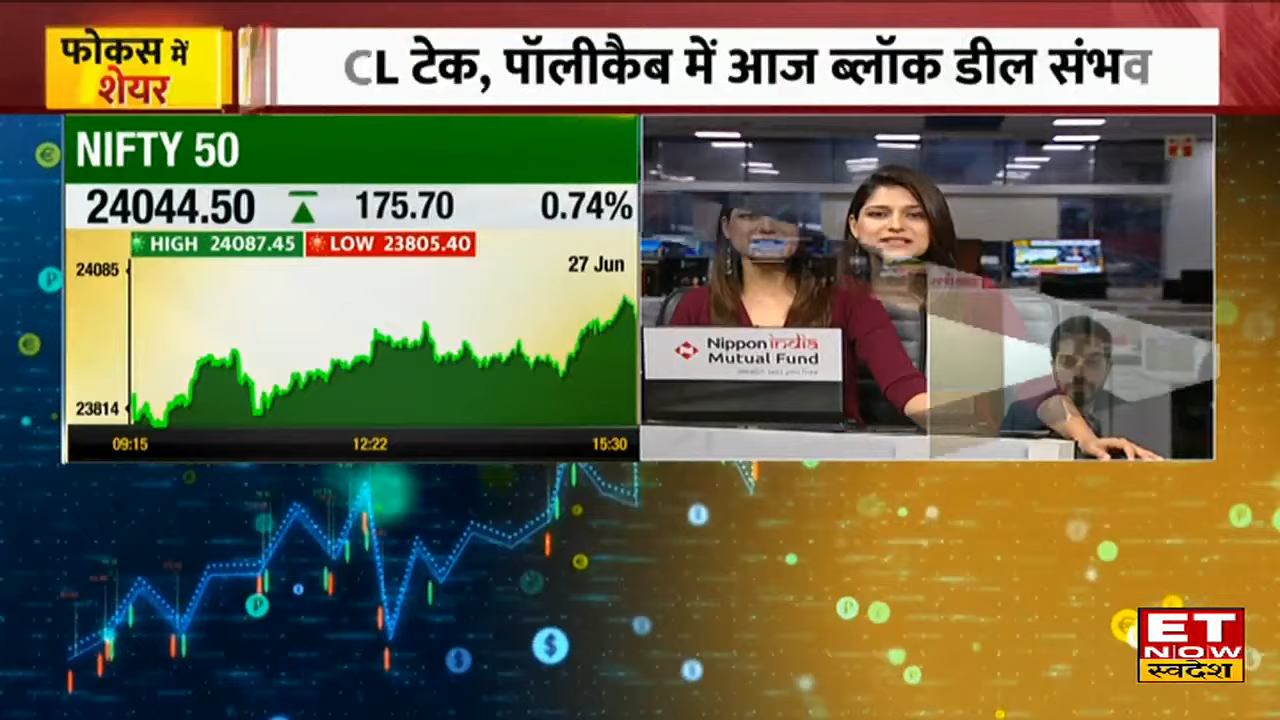 फोकस में
शेयर
CL टेक, पॉलीकैब में आज ब्लॉक डील संभव
NIFTY 50
24044.50 175.70 0.74%
HIGH 24087.45 LOW 23805.40
27 Jun
24085
23814
09:15 12:22 15:30
Nippon india
Mutual Fund
ET
NOW
स्वदेश